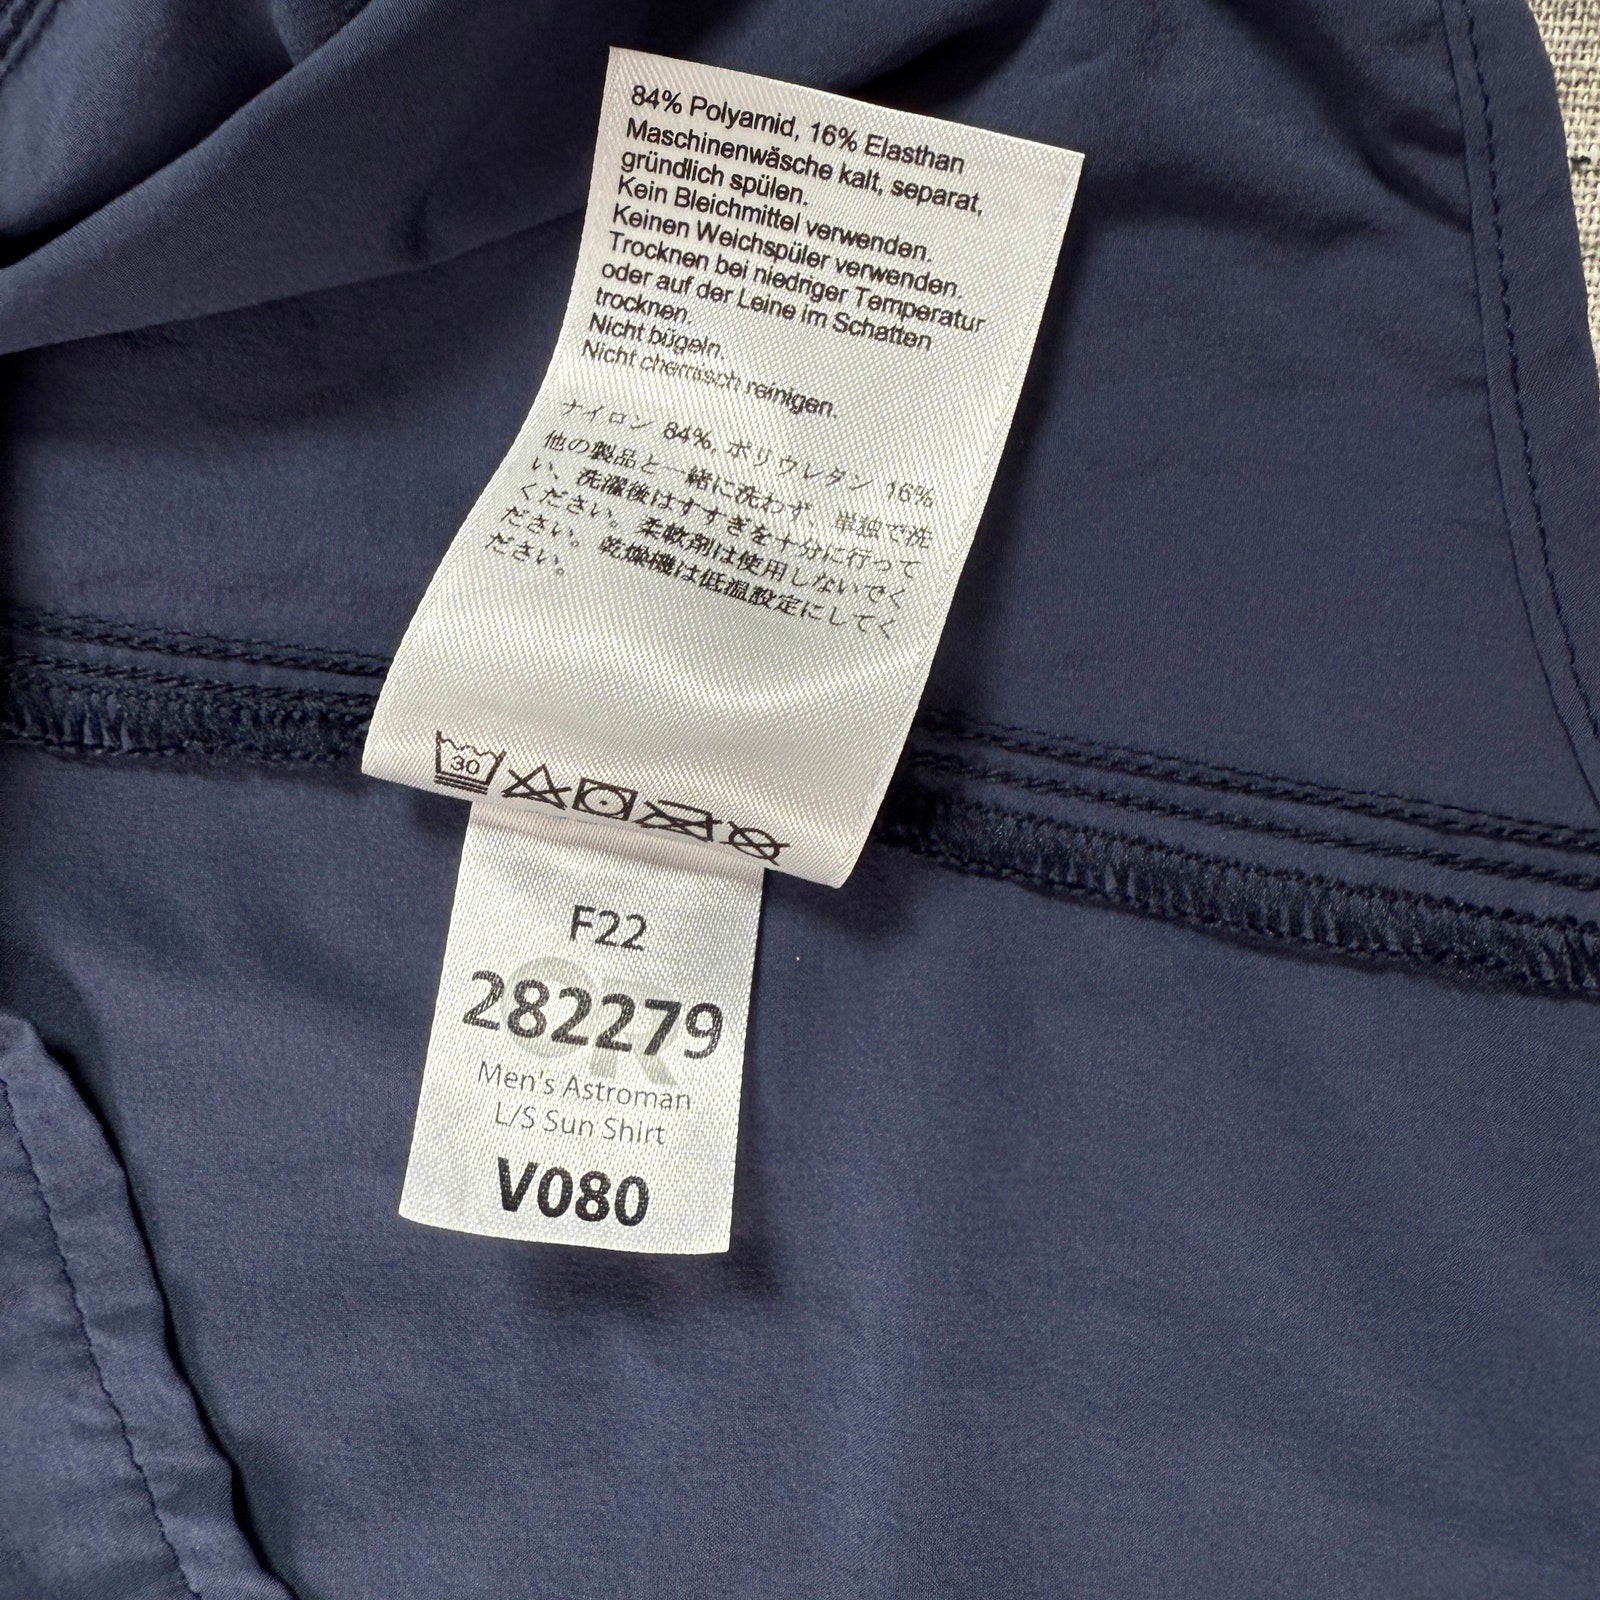 84% Polyamid, 16% Elasthan
Maschinenwäsche kalt, separat,
gründlich spülen.
Kein Bleichmittel verwenden.
Keinen Weichspüler verwenden.
Trocknen bei niedriger Temperatur
oder auf der Leine im Schatten
trocknen.
Nicht bügeln.
Nicht chemisch reinigen.
ナイロン 84%, ポリウレタン 16%
他の製品と一緒に洗わず、単独で洗
い、洗濯後はすすぎを十分に行って
ください。柔軟剤は使用しないでく
ださい。乾燥機は低温設定にしてく
ださい。
30
F22
OR
282279
Men's Astroman
L/S Sun Shirt
V080